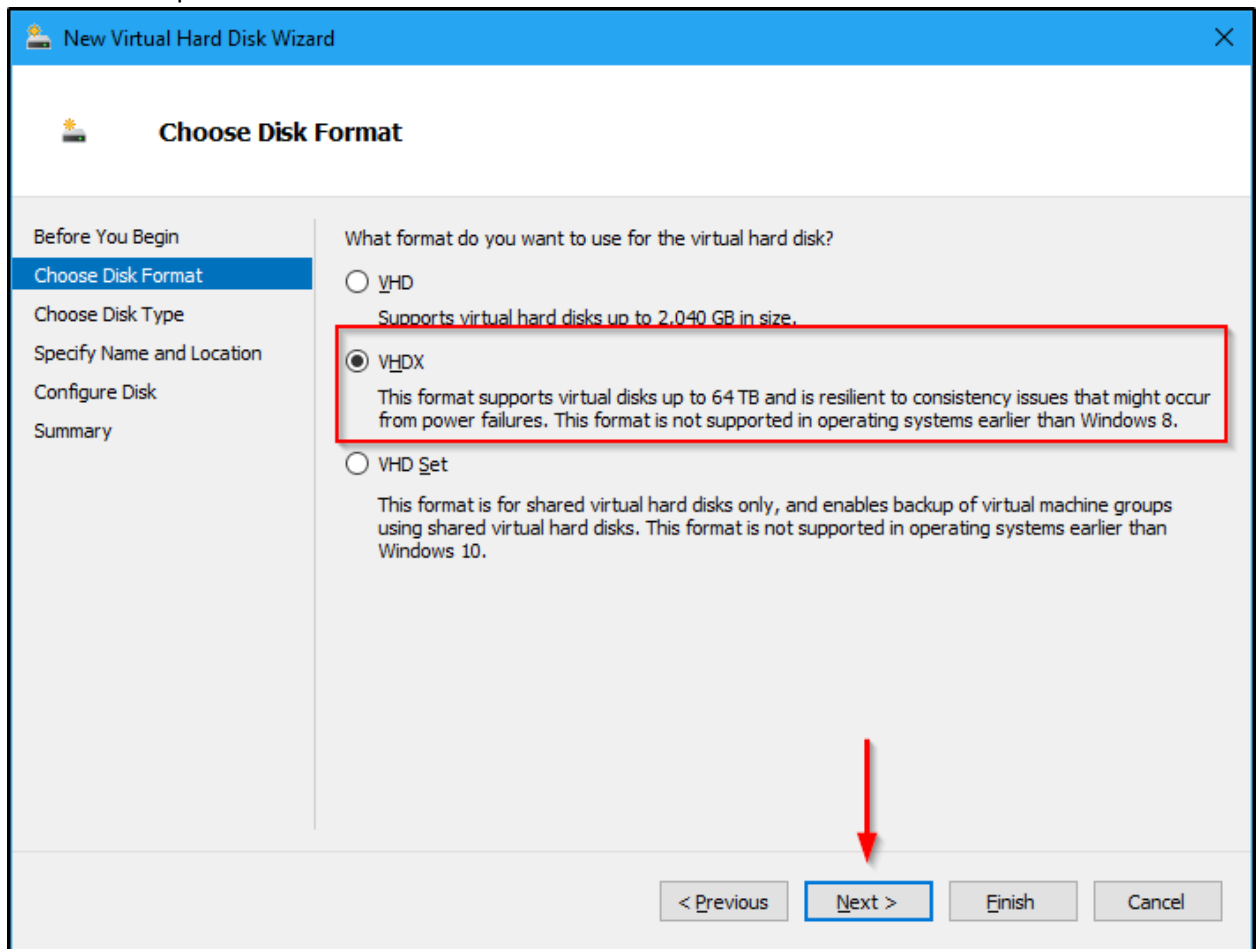 New Virtual Hard Disk Wizard
Choose Disk Format
Before You Begin
Choose Disk Format
Choose Disk Type
Specify Name and Location
Configure Disk
Summary
What format do you want to use for the virtual hard disk?
VHD
Supports virtual hard disks up to 2,040 GB in size.
VHDX
This format supports virtual disks up to 64 TB and is resilient to consistency issues that might occur
from power failures. This format is not supported in operating systems earlier than Windows 8.
VHD Set
This format is for shared virtual hard disks only, and enables backup of virtual machine groups
using shared virtual hard disks. This format is not supported in operating systems earlier than
Windows 10.
< Previous
Next >
Finish
Cancel